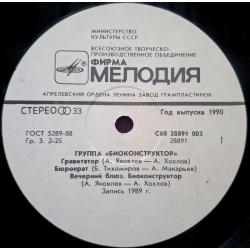 МИНИСТЕРСТВО
КУЛЬТУРЫ СССР
ВСЕСОЮЗНОЕ ТВОРЧЕСКО-
ПРОИЗВОДСТВЕННОЕ ОБЪЕДИНЕНИЕ
ФИРМА
МЕЛОДИЯ
АПРЕЛЕВСКИЙ ОРДЕНА ЛЕНИНА ЗАВОД ГРАМПЛАСТИНОК
СТЕРЕО 33 Год выпуска 1990
ГОСТ 5289-88 С60 28891 003
Гр. 3. 2-25 28891 1
ГРУППА «БИОКОНСТРУКТОР»
Гравитатор (А. Яковлев — А. Хохлов)
Бюрократ (Б. Тихомиров — А. Макарьев)
Вечерний блюз. Биоконструктор
(А. Яковлев — А. Хохлов)
Запись 1989 г.